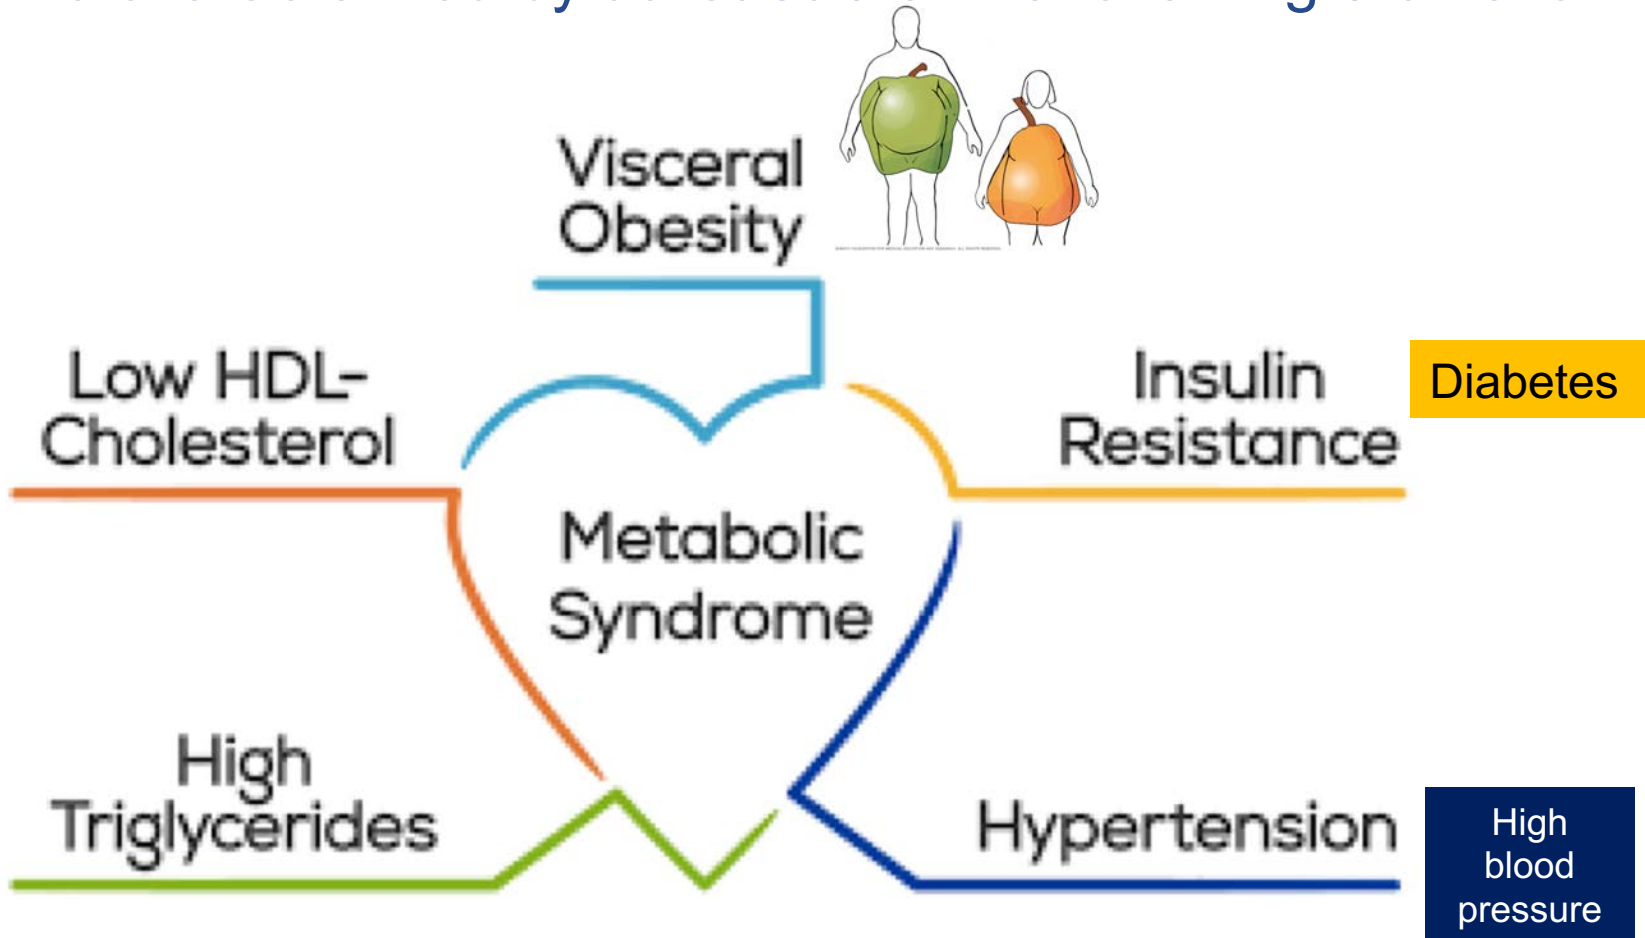 Visceral
Obesity
Low HDL-
Cholesterol
Insulin
Resistance
Diabetes
Metabolic
Syndrome
High
Triglycerides
Hypertension
High
blood
pressure